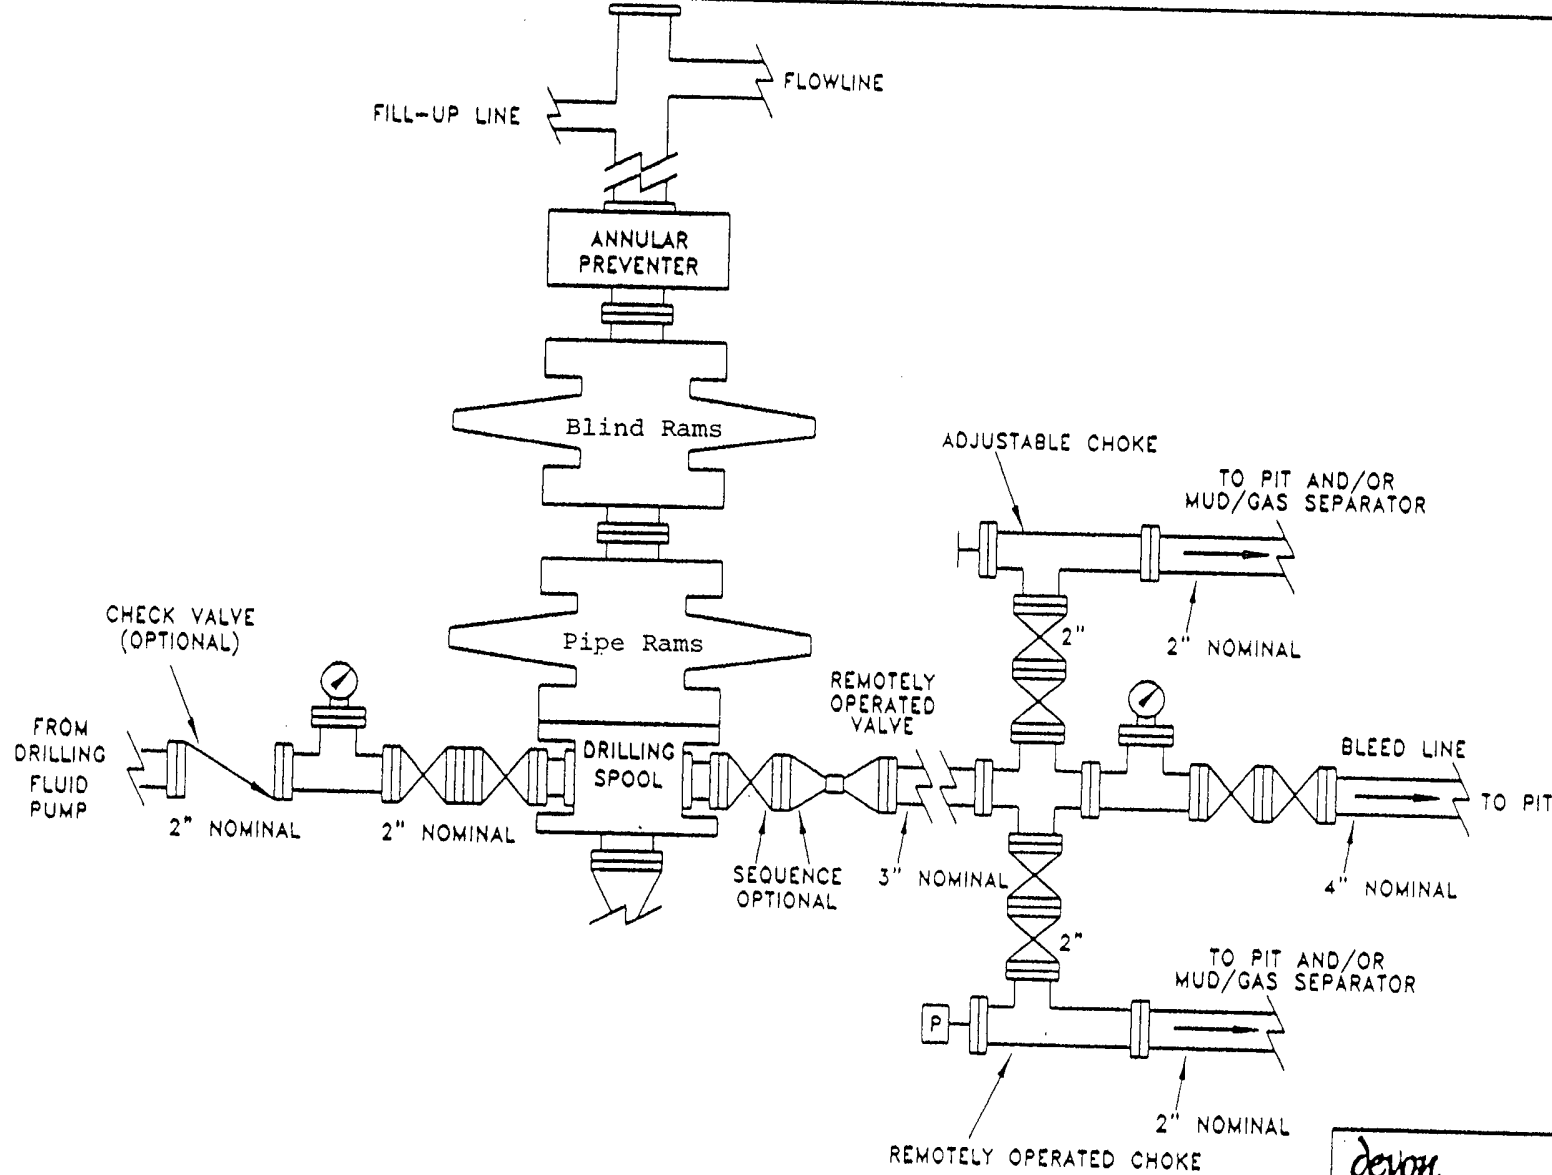 FLOWLINE
FILL-UP LINE
ANNULAR
PREVENTER
Blind Rams
ADJUSTABLE CHOKE
TO PIT AND/OR
MUD/GAS SEPARATOR
2"
2" NOMINAL
Pipe Rams
CHECK VALVE
(OPTIONAL)
REMOTELY
OPERATED
VALVE
FROM
DRILLING
FLUID
PUMP
DRILLING
SPOOL
BLEED LINE
TO PIT
2" NOMINAL
2" NOMINAL
SEQUENCE
OPTIONAL
3" NOMINAL
4" NOMINAL
2"
TO PIT AND/OR
MUD/GAS SEPARATOR
P
2" NOMINAL
REMOTELY OPERATED CHOKE
devon